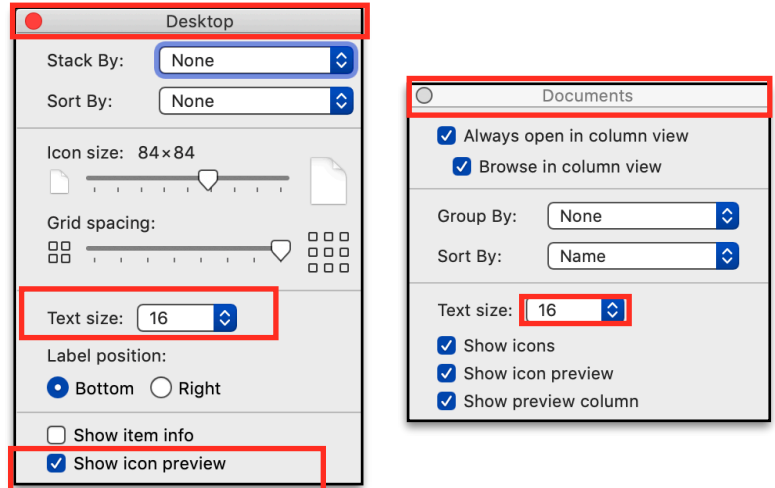 Desktop
Stack By: None
Sort By: None
Icon size: 84×84
Grid spacing:
Text size: 16
Label position:
Bottom Right
Show item info
Show icon preview
Documents
Always open in column view
Browse in column view
Group By: None
Sort By: Name
Text size: 16
Show icons
Show icon preview
Show preview column